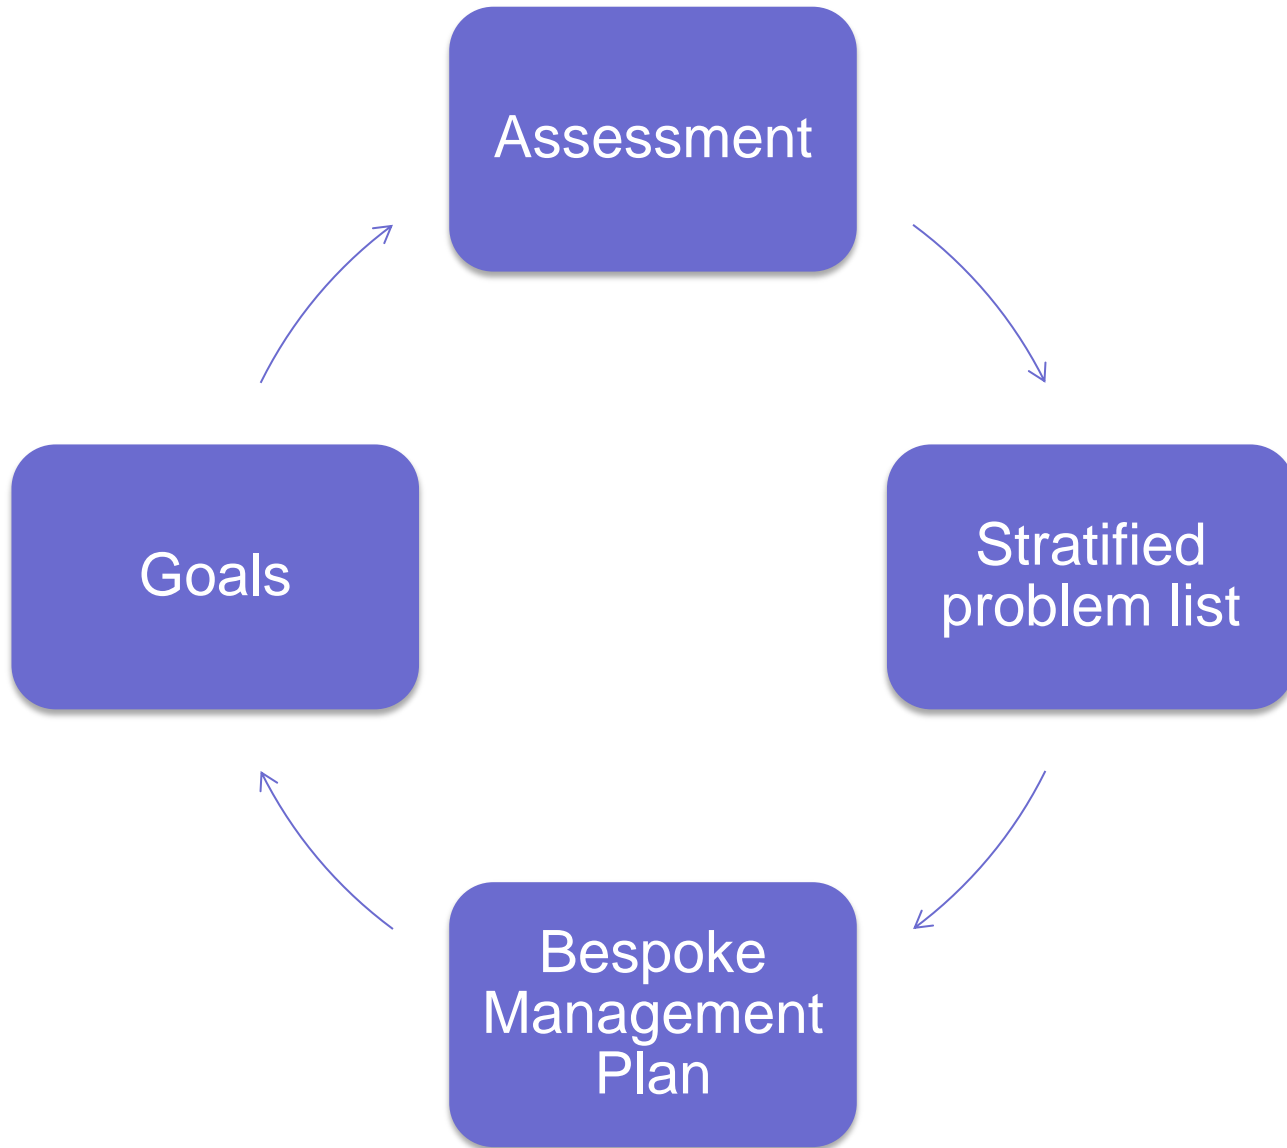 Assessment
Stratified
problem list
Bespoke
Management
Plan
Goals